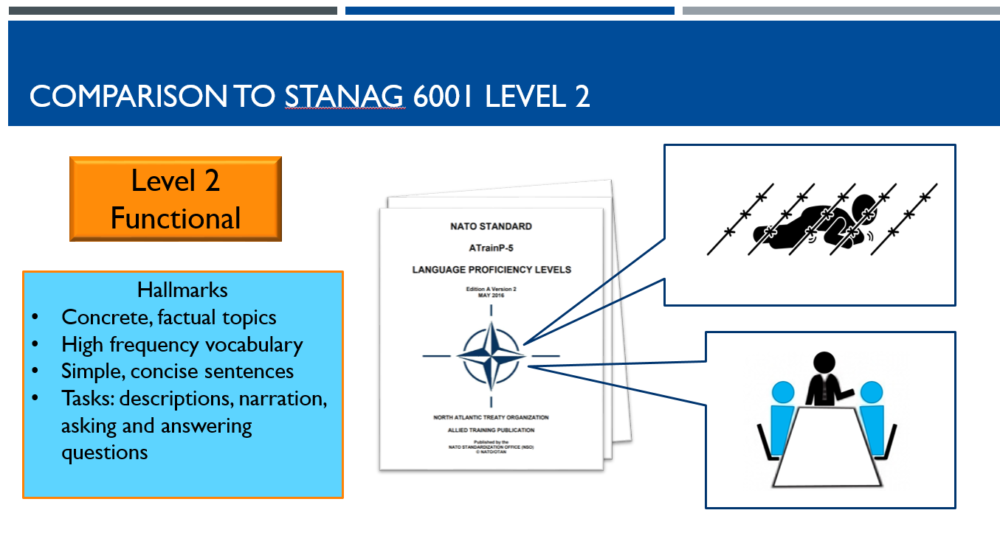 COMPARISON TO STANAG 6001 LEVEL 2
Level 2
Functional
Hallmarks
• Concrete, factual topics
• High frequency vocabulary
• Simple, concise sentences
• Tasks: descriptions, narration,
asking and answering
questions
NATO STANDARD
ATrainP-5
LANGUAGE PROFICIENCY LEVELS
Edition A Version 2
MAY 2016
NORTH ATLANTIC TREATY ORGANIZATION
ALLIED TRAINING PUBLICATION
Published by the
NATO STANDARDIZATION OFFICE (NSO)
© NATO/OTAN